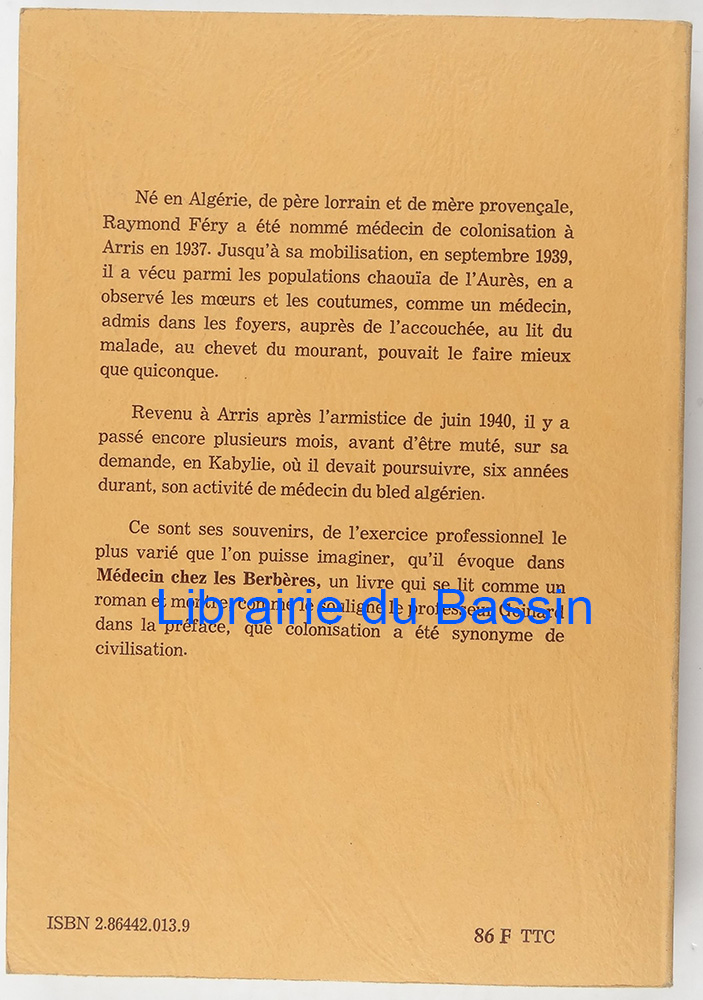 Né en Algérie, de père lorrain et de mère provençale,
Raymond Féry a été nommé médecin de colonisation à
Arris en 1937. Jusqu'à sa mobilisation, en septembre 1939,
il a vécu parmi les populations chaouïa de l'Aurès, en a
observé les mœurs et les coutumes, comme un médecin,
admis dans les foyers, auprès de l'accouchée, au lit du
malade, au chevet du mourant, pouvait le faire mieux
que quiconque.
Revenu à Arris après l'armistice de juin 1940, il y a
passé encore plusieurs mois, avant d'être muté, sur sa
demande, en Kabylie, où il devait poursuivre, six années
durant, son activité de médecin du bled algérien.
Ce sont ses souvenirs, de l'exercice professionnel le
plus varié que l'on puisse imaginer, qu'il évoque dans
Médecin chez les Berbères, un livre qui se lit comme un
roman et montre, comme le souligne le professeur
Librairie du Bassin
dans la préface, que colonisation a été synonyme de
civilisation.
ISBN 2.86442.013.9
86 F TTC